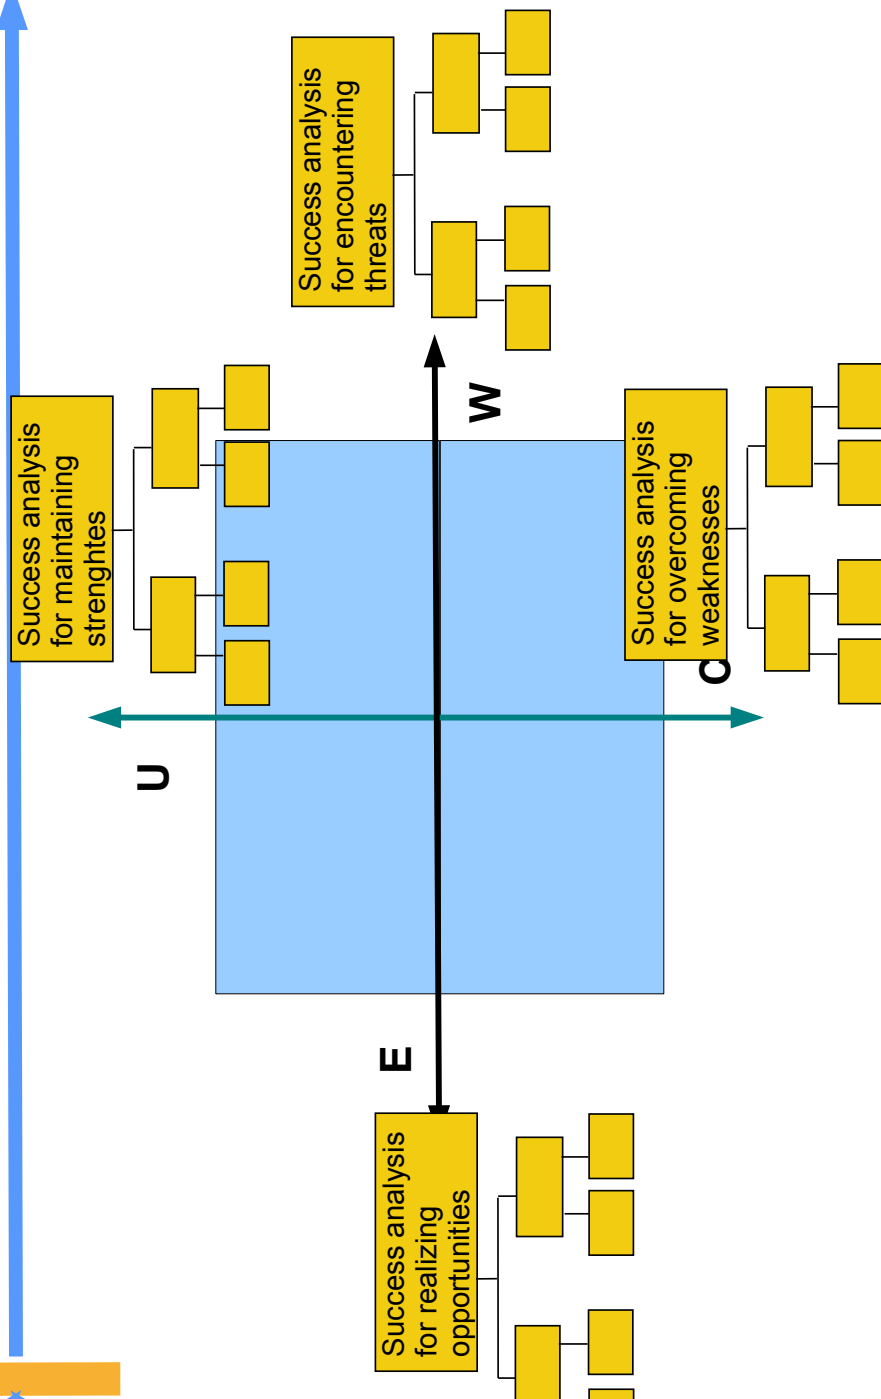 Success analysis
for maintaining
strenghtes
U
Success analysis
for encountering
threats
Success analysis
for realizing
opportunities
E
W
Success analysis
for overcoming
weaknesses
C